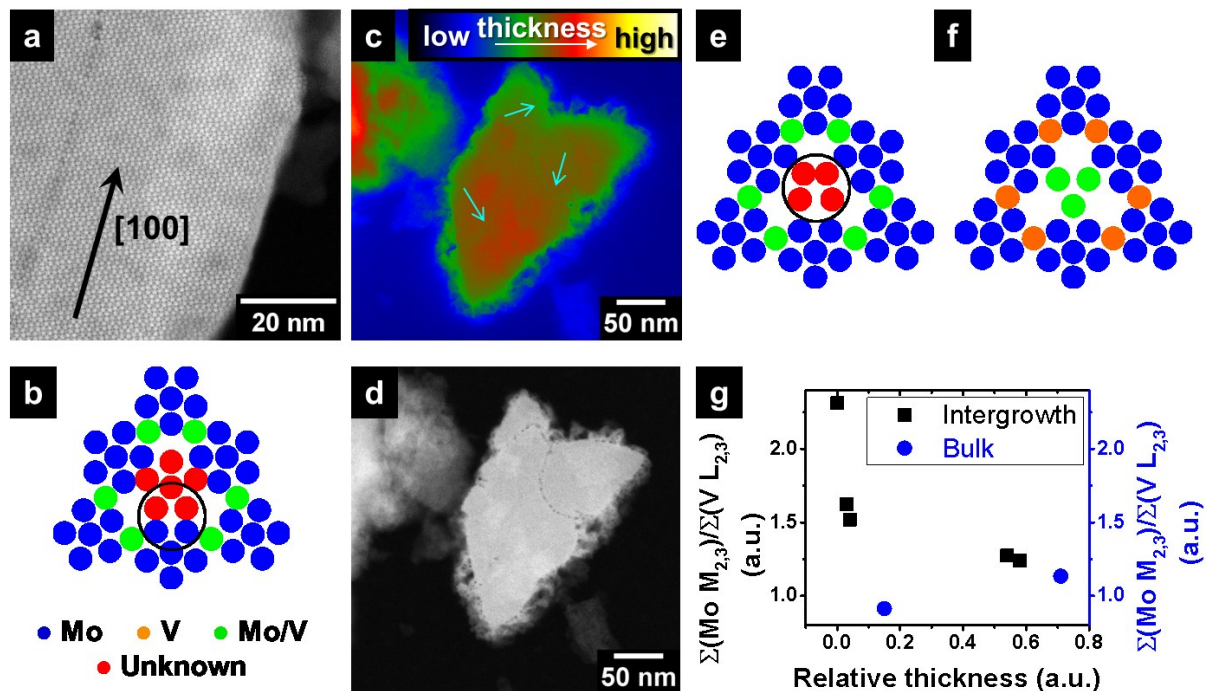 a
[100]
20 nm
b
Mo V Mo/V
Unknown
c
low thickness high
50 nm
d
50 nm
e
f
g
Σ(Mo M2,3)/Σ(V L2,3)
(a.u.)
2.0
1.5
1.0
Intergrowth
Bulk
0.0 0.2 0.4 0.6 0.8
Relative thickness (a.u.)
2.0
1.5
1.0
Σ(Mo M2,3)/Σ(V L2,3)
(a.u.)